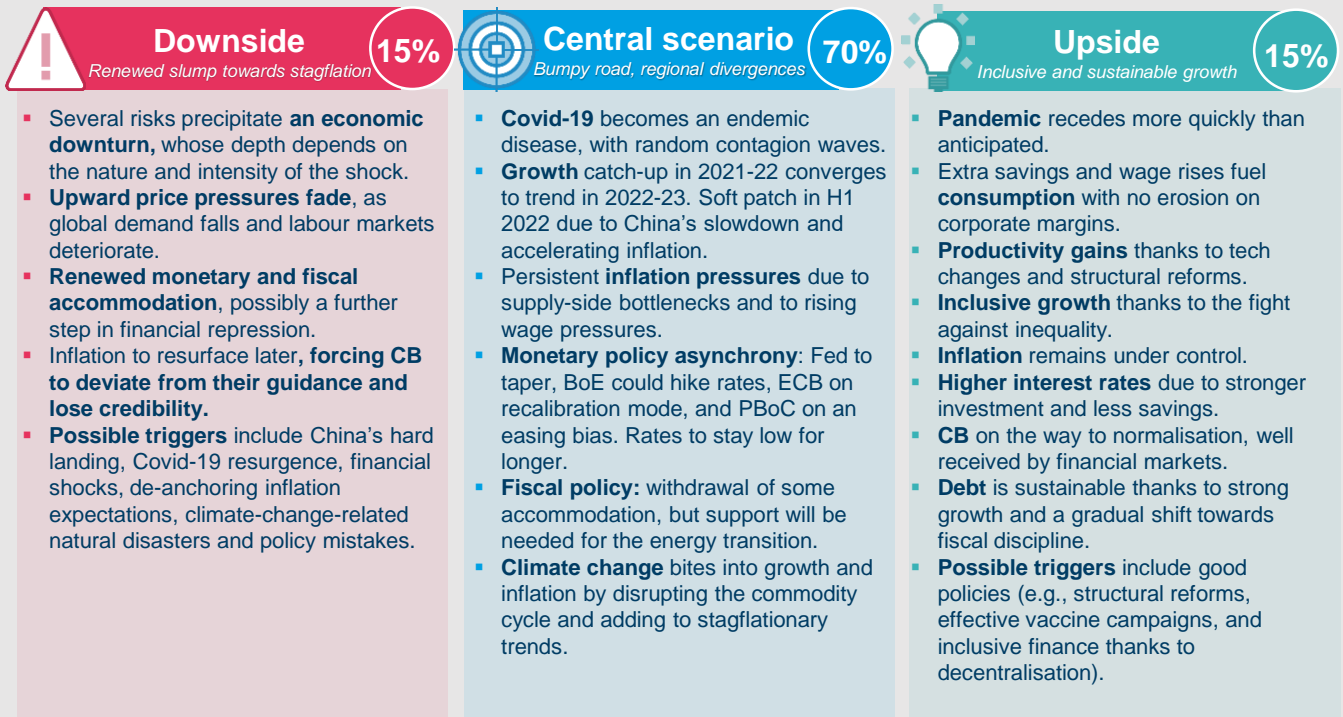 Downside
Renewed slump towards stagflation
15%
▪ Several risks precipitate an economic
downturn, whose depth depends on
the nature and intensity of the shock.
▪ Upward price pressures fade, as
global demand falls and labour markets
deteriorate.
▪ Renewed monetary and fiscal
accommodation, possibly a further
step in financial repression.
▪ Inflation to resurface later, forcing CB
to deviate from their guidance and
lose credibility.
▪ Possible triggers include China's hard
landing, Covid-19 resurgence, financial
shocks, de-anchoring inflation
expectations, climate-change-related
natural disasters and policy mistakes.
Central scenario
Bumpy road, regional divergences
70%
▪ Covid-19 becomes an endemic
disease, with random contagion waves.
▪ Growth catch-up in 2021-22 converges
to trend in 2022-23. Soft patch in H1
2022 due to China's slowdown and
accelerating inflation.
▪ Persistent inflation pressures due to
supply-side bottlenecks and to rising
wage pressures.
▪ Monetary policy asynchrony: Fed to
taper, BoE could hike rates, ECB on
recalibration mode, and PBoC on an
easing bias. Rates to stay low for
longer.
▪ Fiscal policy: withdrawal of some
accommodation, but support will be
needed for the energy transition.
▪ Climate change bites into growth and
inflation by disrupting the commodity
cycle and adding to stagflationary
trends.
Upside
Inclusive and sustainable growth
15%
▪ Pandemic recedes more quickly than
anticipated.
▪ Extra savings and wage rises fuel
consumption with no erosion on
corporate margins.
▪ Productivity gains thanks to tech
changes and structural reforms.
▪ Inclusive growth thanks to the fight
against inequality.
▪ Inflation remains under control.
▪ Higher interest rates due to stronger
investment and less savings.
▪ CB on the way to normalisation, well
received by financial markets.
▪ Debt is sustainable thanks to strong
growth and a gradual shift towards
fiscal discipline.
▪ Possible triggers include good
policies (e.g., structural reforms,
effective vaccine campaigns, and
inclusive finance thanks to
decentralisation).